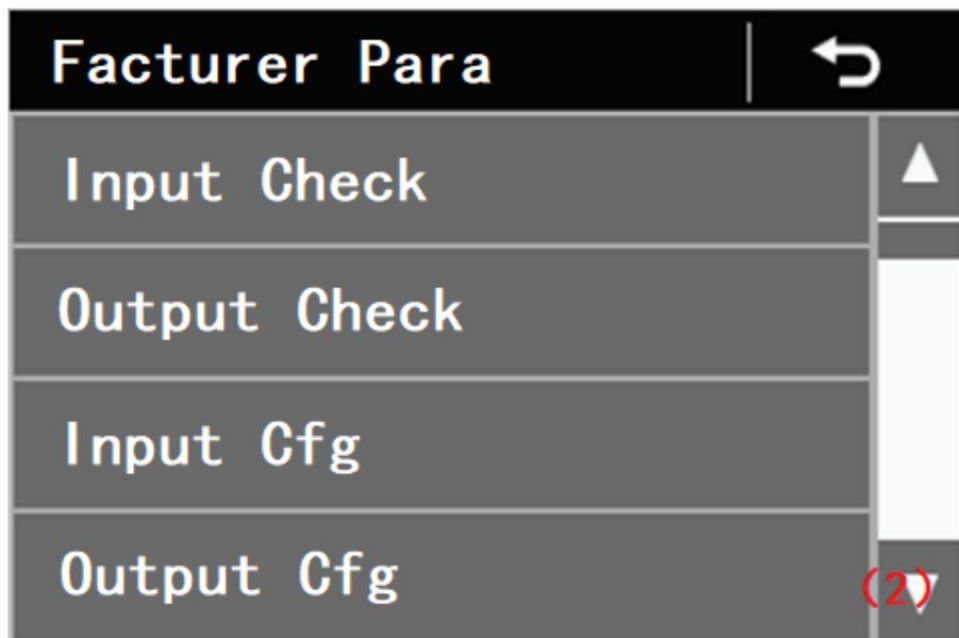 Facturer Para
Input Check
Output Check
Input Cfg
Output Cfg
(2)